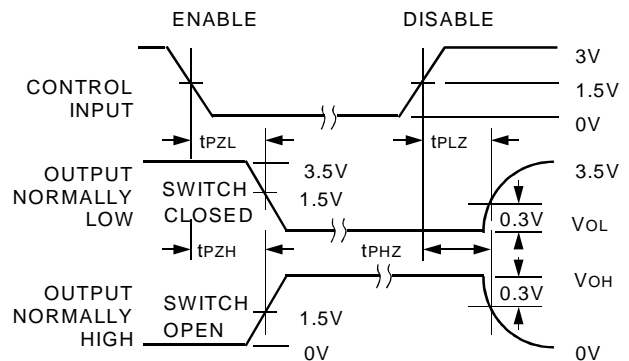 ENABLE DISABLE
3V
CONTROL
INPUT
1.5V
0V
tPZL tPLZ
OUTPUT
NORMALLY
LOW
SWITCH
CLOSED
3.5V
1.5V
3.5V
0.3V
VOL
tPZH tPHZ
OUTPUT
NORMALLY
HIGH
SWITCH
OPEN
1.5V
0V
VOH
0.3V
0V